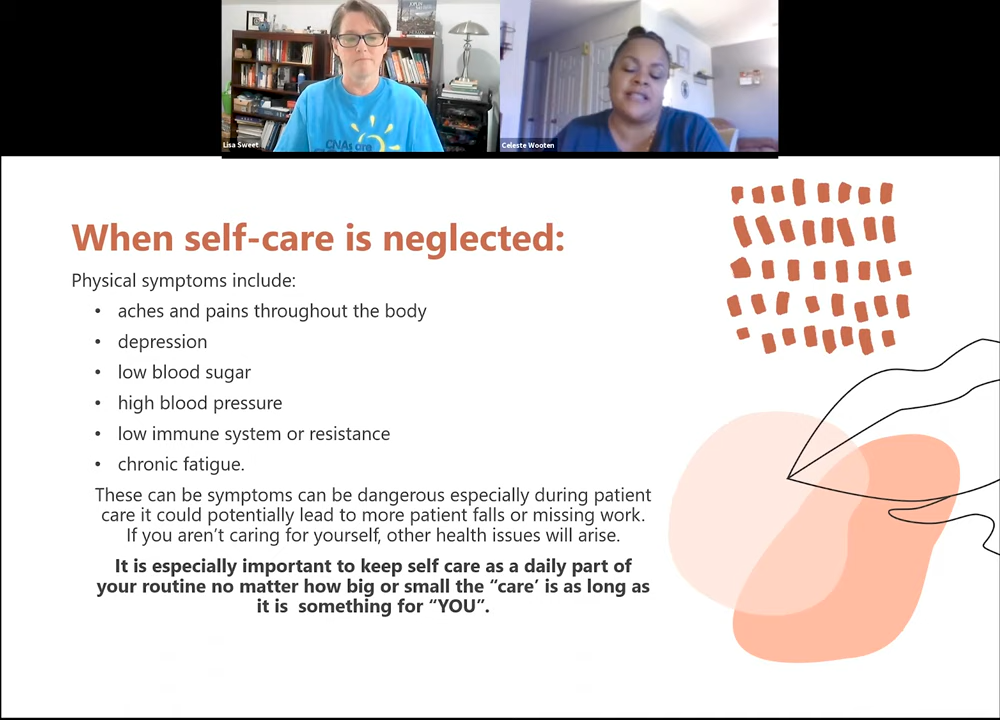 Lisa Sweet
CNAs are
Celeste Wooten
When self-care is neglected:
Physical symptoms include:
• aches and pains throughout the body
• depression
• low blood sugar
• high blood pressure
• low immune system or resistance
• chronic fatigue.
These can be symptoms can be dangerous especially during patient
care it could potentially lead to more patient falls or missing work.
If you aren’t caring for yourself, other health issues will arise.
It is especially important to keep self care as a daily part of
your routine no matter how big or small the “care’ is as long as
it is something for “YOU”.